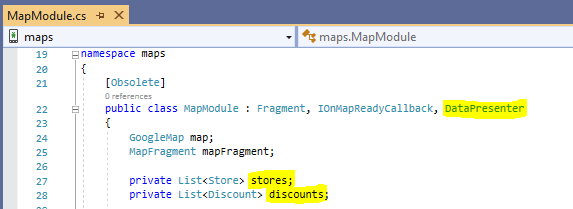 MapModule.cs
maps maps.MapModule
19 namespace maps
20 {
21 [Obsolete]
0 references
22 public class MapModule : Fragment, IOnMapReadyCallback, DataPresenter
23 {
24 GoogleMap map;
25 MapFragment mapFragment;
26
27 private List<Store> stores;
28 private List<Discount> discounts;